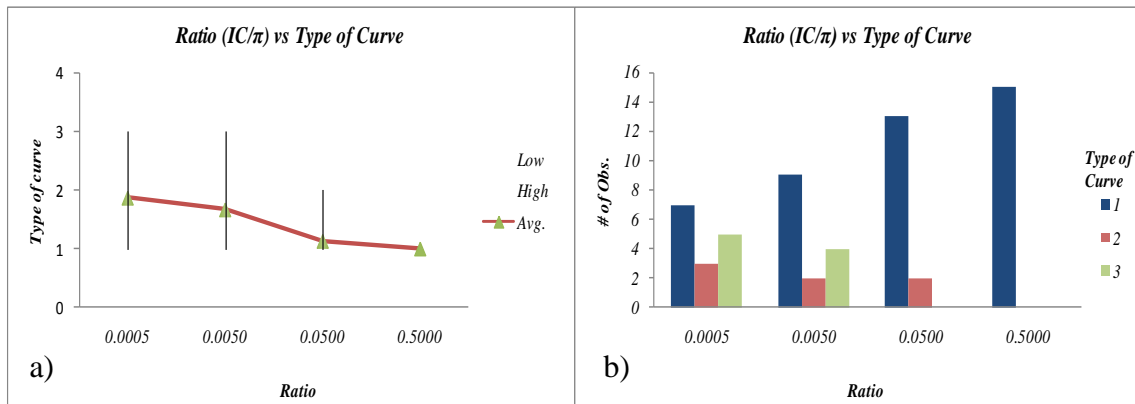 Ratio (IC/π) vs Type of Curve
4
3
2
1
0
Type of curve
0.0005 0.0050 0.0500 0.5000
Ratio
Low
High
Avg.
a)
Ratio (IC/π) vs Type of Curve
16
14
12
10
8
6
4
2
0
# of Obs.
0.0005 0.0050 0.0500 0.5000
Ratio
Type of
Curve
1
2
3
b)